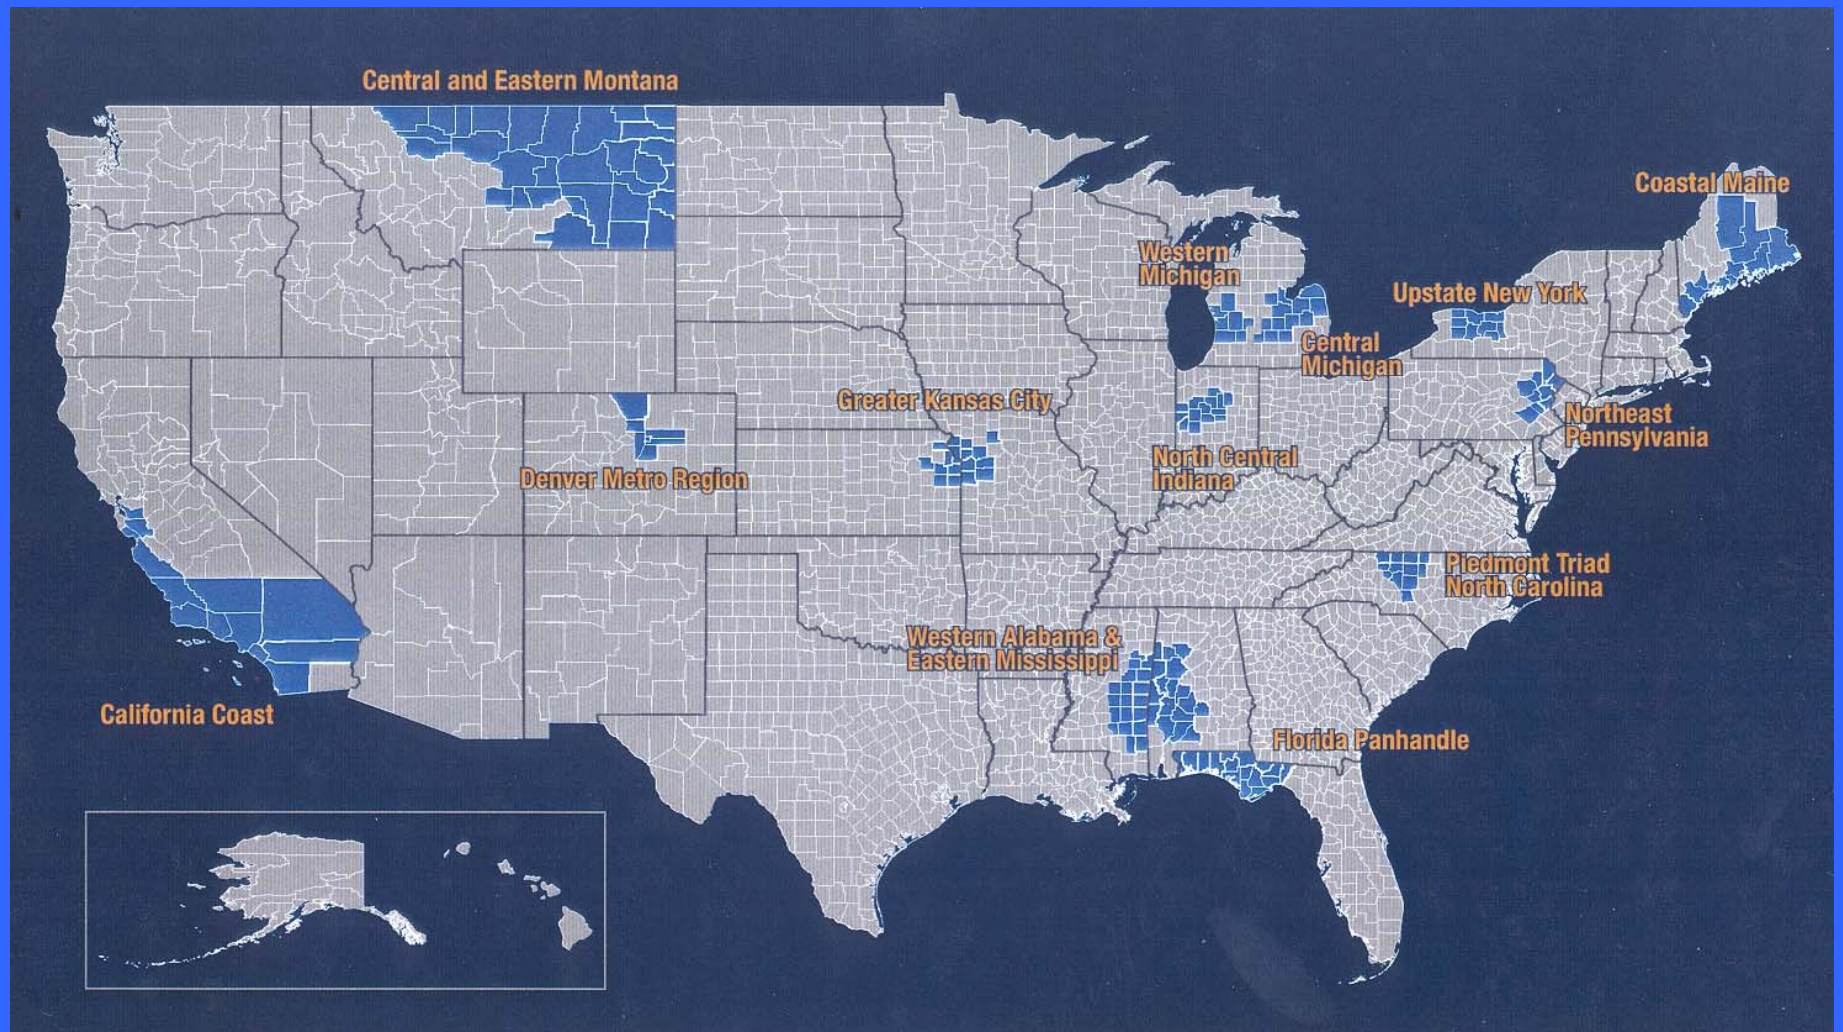 Central and Eastern Montana
Coastal Maine
Western
Michigan
Upstate New York
Central
Michigan
Greater Kansas City
Northeast
Pennsylvania
North Central
Indiana
Denver Metro Region
Piedmont Triad
North Carolina
Western Alabama &
Eastern Mississippi
California Coast
Florida Panhandle